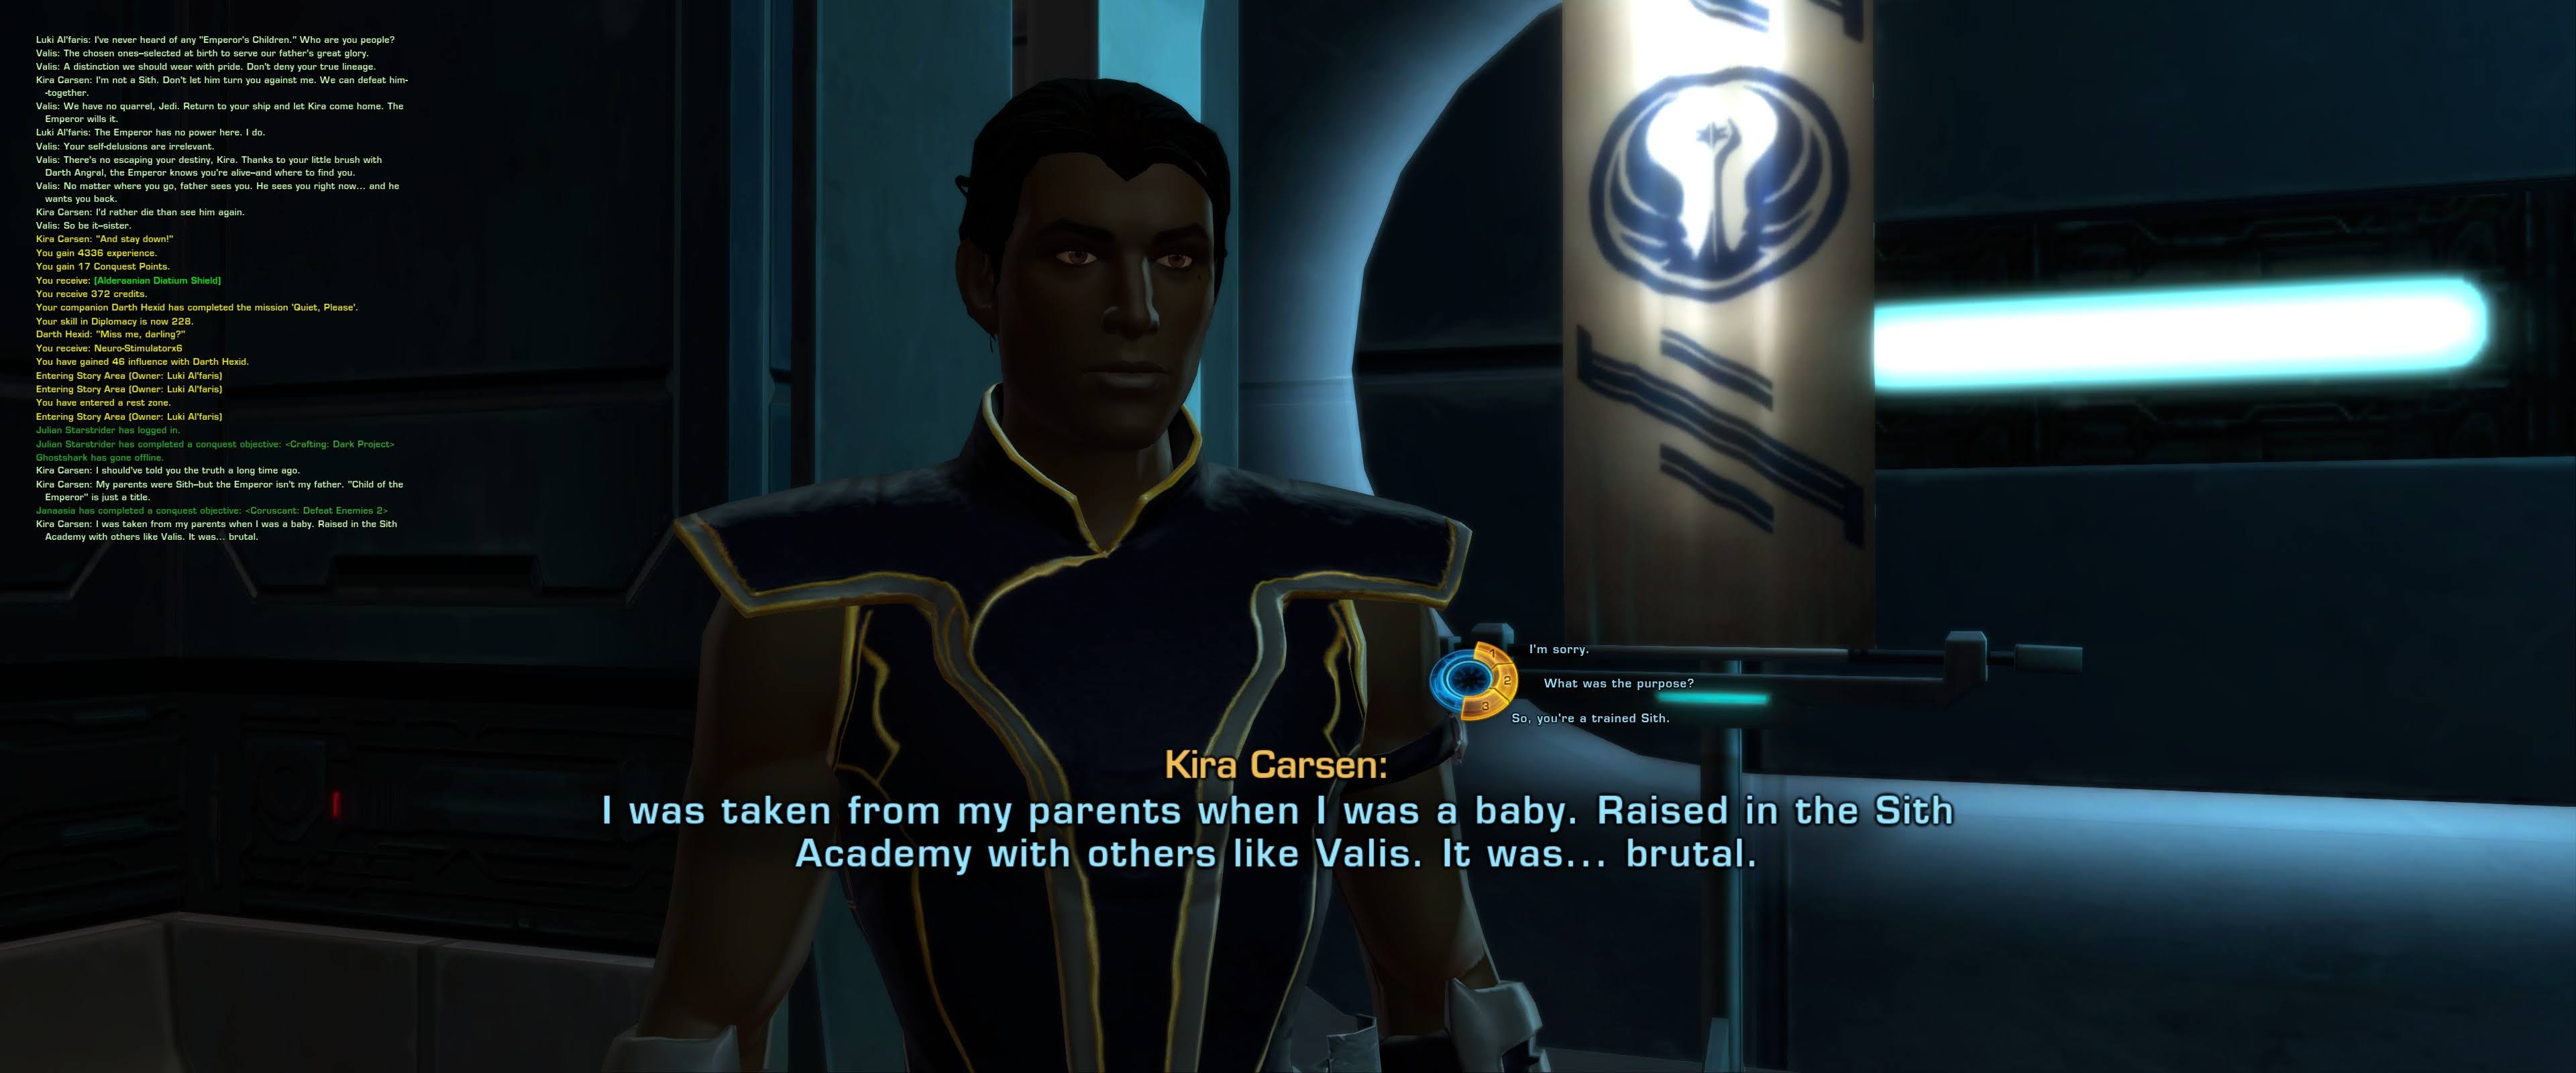 Luki Al'faris: I've never heard of any "Emperor's Children." Who are you people?
Valis: The chosen ones—selected at birth to serve our father's great glory.
Valis: A distinction we should wear with pride. Don't deny your true lineage.
Kira Carsen: I'm not a Sith. Don't let him turn you against me. We can defeat him-
-together.
Valis: We have no quarrel, Jedi. Return to your ship and let Kira come home. The
Emperor wills it.
Luki Al'faris: The Emperor has no power here. I do.
Valis: Your self-delusions are irrelevant.
Valis: There's no escaping your destiny, Kira. Thanks to your little brush with
Darth Angral, the Emperor knows you're alive—and where to find you.
Valis: No matter where you go, father sees you. He sees you right now... and he
wants you back.
Kira Carsen: I'd rather die than see him again.
Valis: So be it—sister.
Kira Carsen: "And stay down!"
You gain 4336 experience.
You gain 17 Conquest Points.
You receive: [Alderaanian Diatium Shield]
You receive 372 credits.
Your companion Darth Hexid has completed the mission 'Quiet, Please'.
Your skill in Diplomacy is now 228.
Darth Hexid: "Miss me, darling?"
You receive: Neuro-Stimulatorx6
You have gained 46 influence with Darth Hexid.
Entering Story Area (Owner: Luki Al'faris)
Entering Story Area (Owner: Luki Al'faris)
You have entered a rest zone.
Entering Story Area (Owner: Luki Al'faris)
Julian Starstrider has logged in.
Julian Starstrider has completed a conquest objective: <Crafting: Dark Project>
Ghostshark has gone offline.
Kira Carsen: I should've told you the truth a long time ago.
Kira Carsen: My parents were Sith—but the Emperor isn't my father. "Child of the
Emperor" is just a title.
Janaasia has completed a conquest objective: <Coruscant: Defeat Enemies 2>
Kira Carsen: I was taken from my parents when I was a baby. Raised in the Sith
Academy with others like Valis. It was... brutal.
1 I'm sorry.
2 What was the purpose?
3 So, you're a trained Sith.
Kira Carsen:
I was taken from my parents when I was a baby. Raised in the Sith
Academy with others like Valis. It was... brutal.